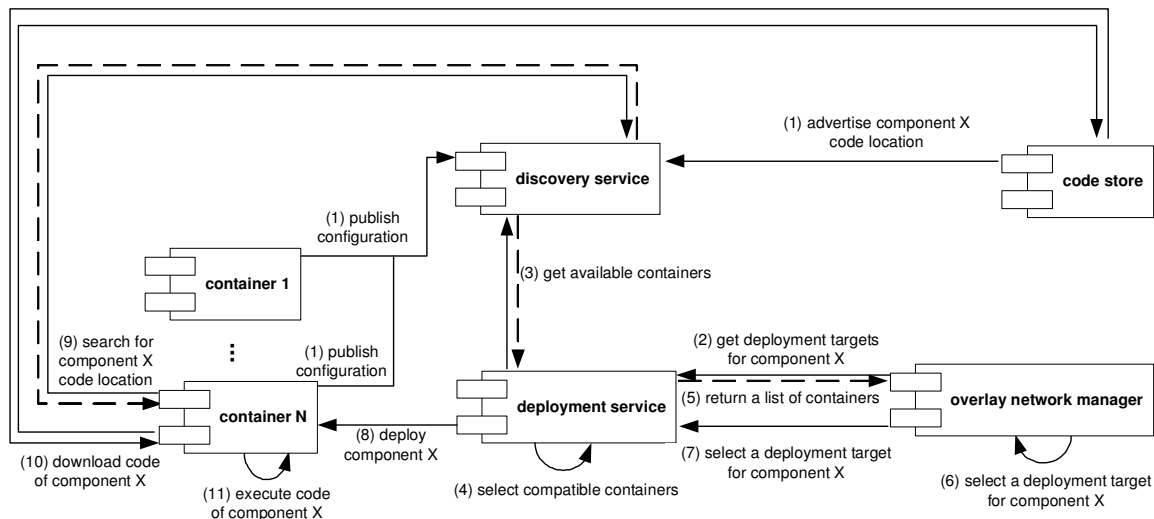 (1) advertise component X
code location
discovery service
code store
(1) publish
configuration
(3) get available containers
container 1
(9) search for
component X
code location
...
(1) publish
configuration
(2) get deployment targets
for component X
container N
deployment service
(5) return a list of containers
overlay network manager
(8) deploy
component X
(7) select a deployment target
for component X
(10) download code
of component X
(11) execute code
of component X
(4) select compatible containers
(6) select a deployment target
for component X